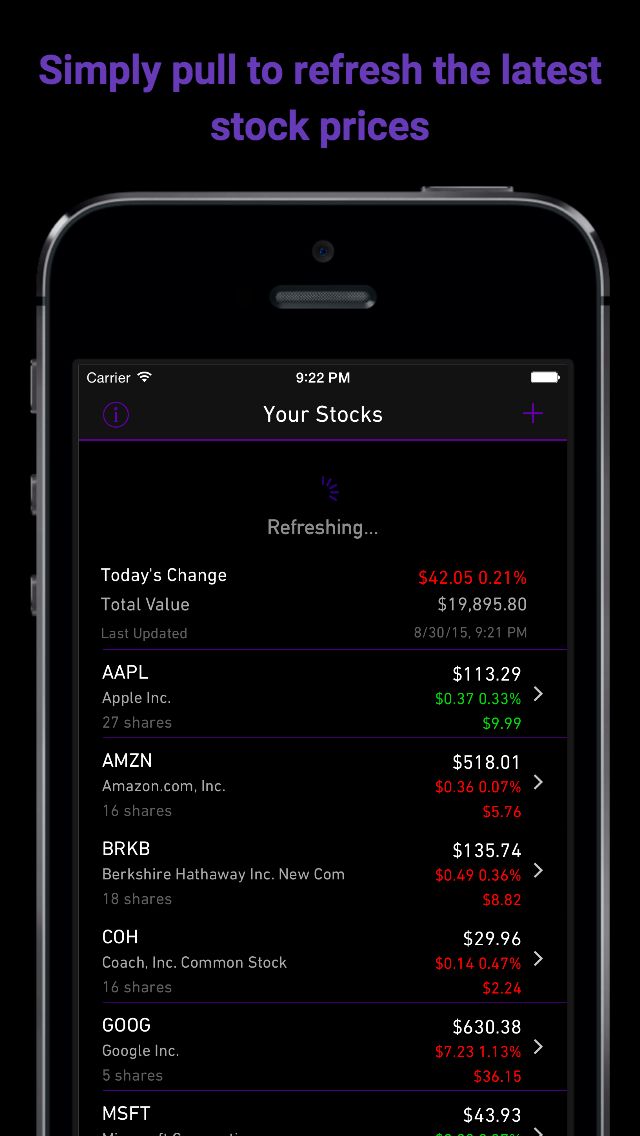 Simply pull to refresh the latest
stock prices
Carrier 9:22 PM
Your Stocks
Refreshing...
Today's Change $42.05 0.21%
Total Value $19,895.80
Last Updated 8/30/15, 9:21 PM
AAPL $113.29
Apple Inc. $0.37 0.33%
27 shares $9.99
AMZN $518.01
Amazon.com, Inc. $0.36 0.07%
16 shares $5.76
BRKB $135.74
Berkshire Hathaway Inc. New Com $0.49 0.36%
18 shares $8.82
COH $29.96
Coach, Inc. Common Stock $0.14 0.47%
16 shares $2.24
GOOG $630.38
Google Inc. $7.23 1.13%
5 shares $36.15
MSFT $43.93